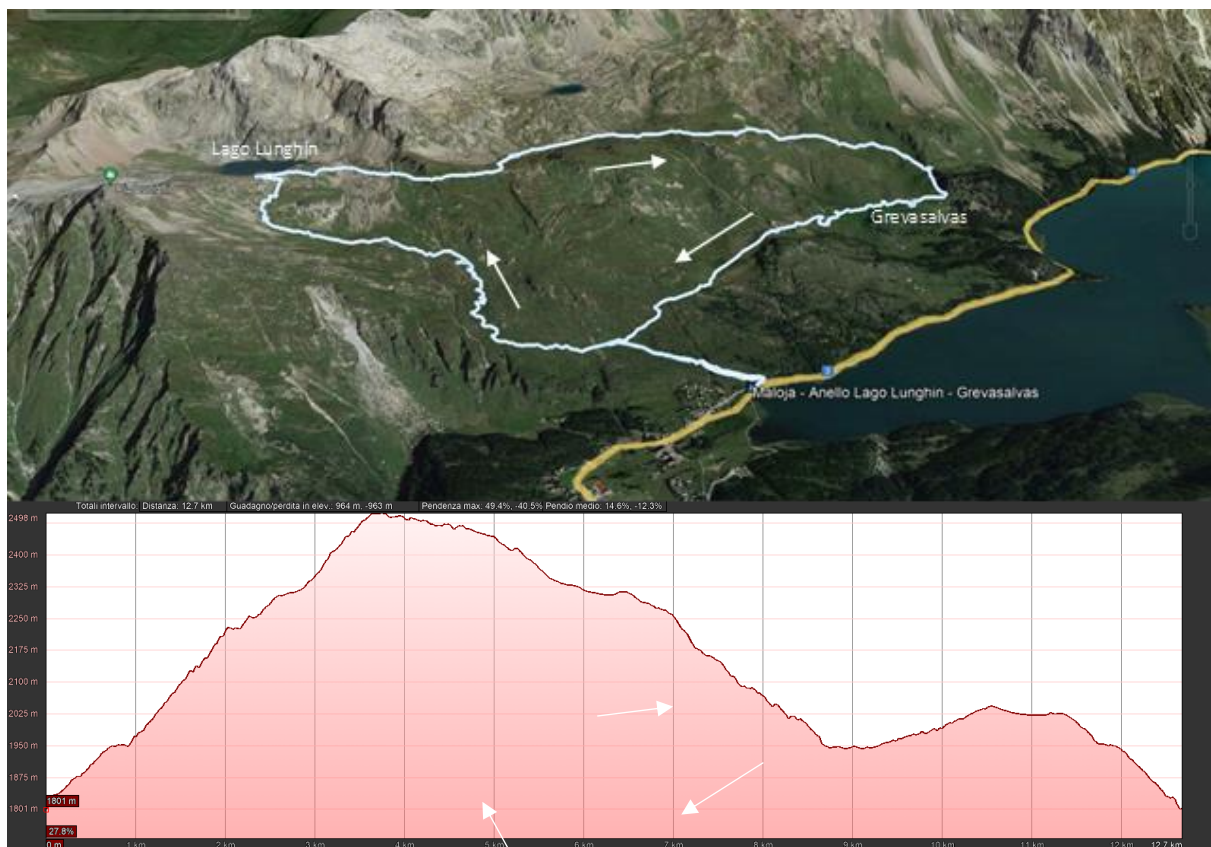 Lago Lunghin
Grevasalvas
Maloja - Anello Lago Lunghin - Grevasalvas
Totali intervallo: Distanza: 12.7 km Guadagno/perdita in elev.: 964 m, -963 m Pendenza max: 49.4%, -40.5% Pendio medio: 14.6%, -12.3%
2498 m
2400 m
2325 m
2250 m
2175 m
2100 m
2025 m
1950 m
1875 m
1801 m
1801 m
27.8%
0 m 1 km 2 km 3 km 4 km 5 km 6 km 7 km 8 km 9 km 10 km 11 km 12 km 12.7 km